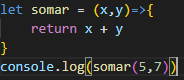 let somar = (x,y)=>{
    return x + y
}
console.log(somar(5,7))